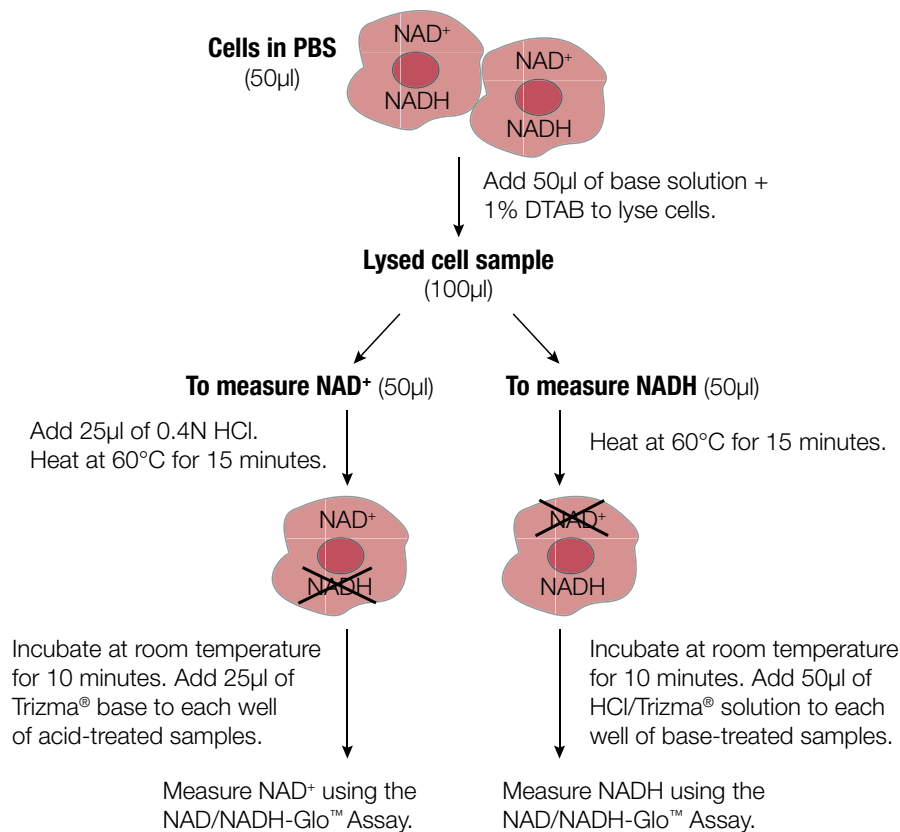 Cells in PBS
(50µl)
NAD⁺
NADH
NAD⁺
NADH
Add 50µl of base solution +
1% DTAB to lyse cells.
Lysed cell sample
(100µl)
To measure NAD⁺ (50µl)
To measure NADH (50µl)
Add 25µl of 0.4N HCl.
Heat at 60°C for 15 minutes.
Heat at 60°C for 15 minutes.
NAD⁺
NADH
NAD⁺
NADH
Incubate at room temperature
for 10 minutes. Add 25µl of
Trizma® base to each well
of acid-treated samples.
Incubate at room temperature
for 10 minutes. Add 50µl of
HCl/Trizma® solution to each
well of base-treated samples.
Measure NAD⁺ using the
NAD/NADH-Glo™ Assay.
Measure NADH using the
NAD/NADH-Glo™ Assay.